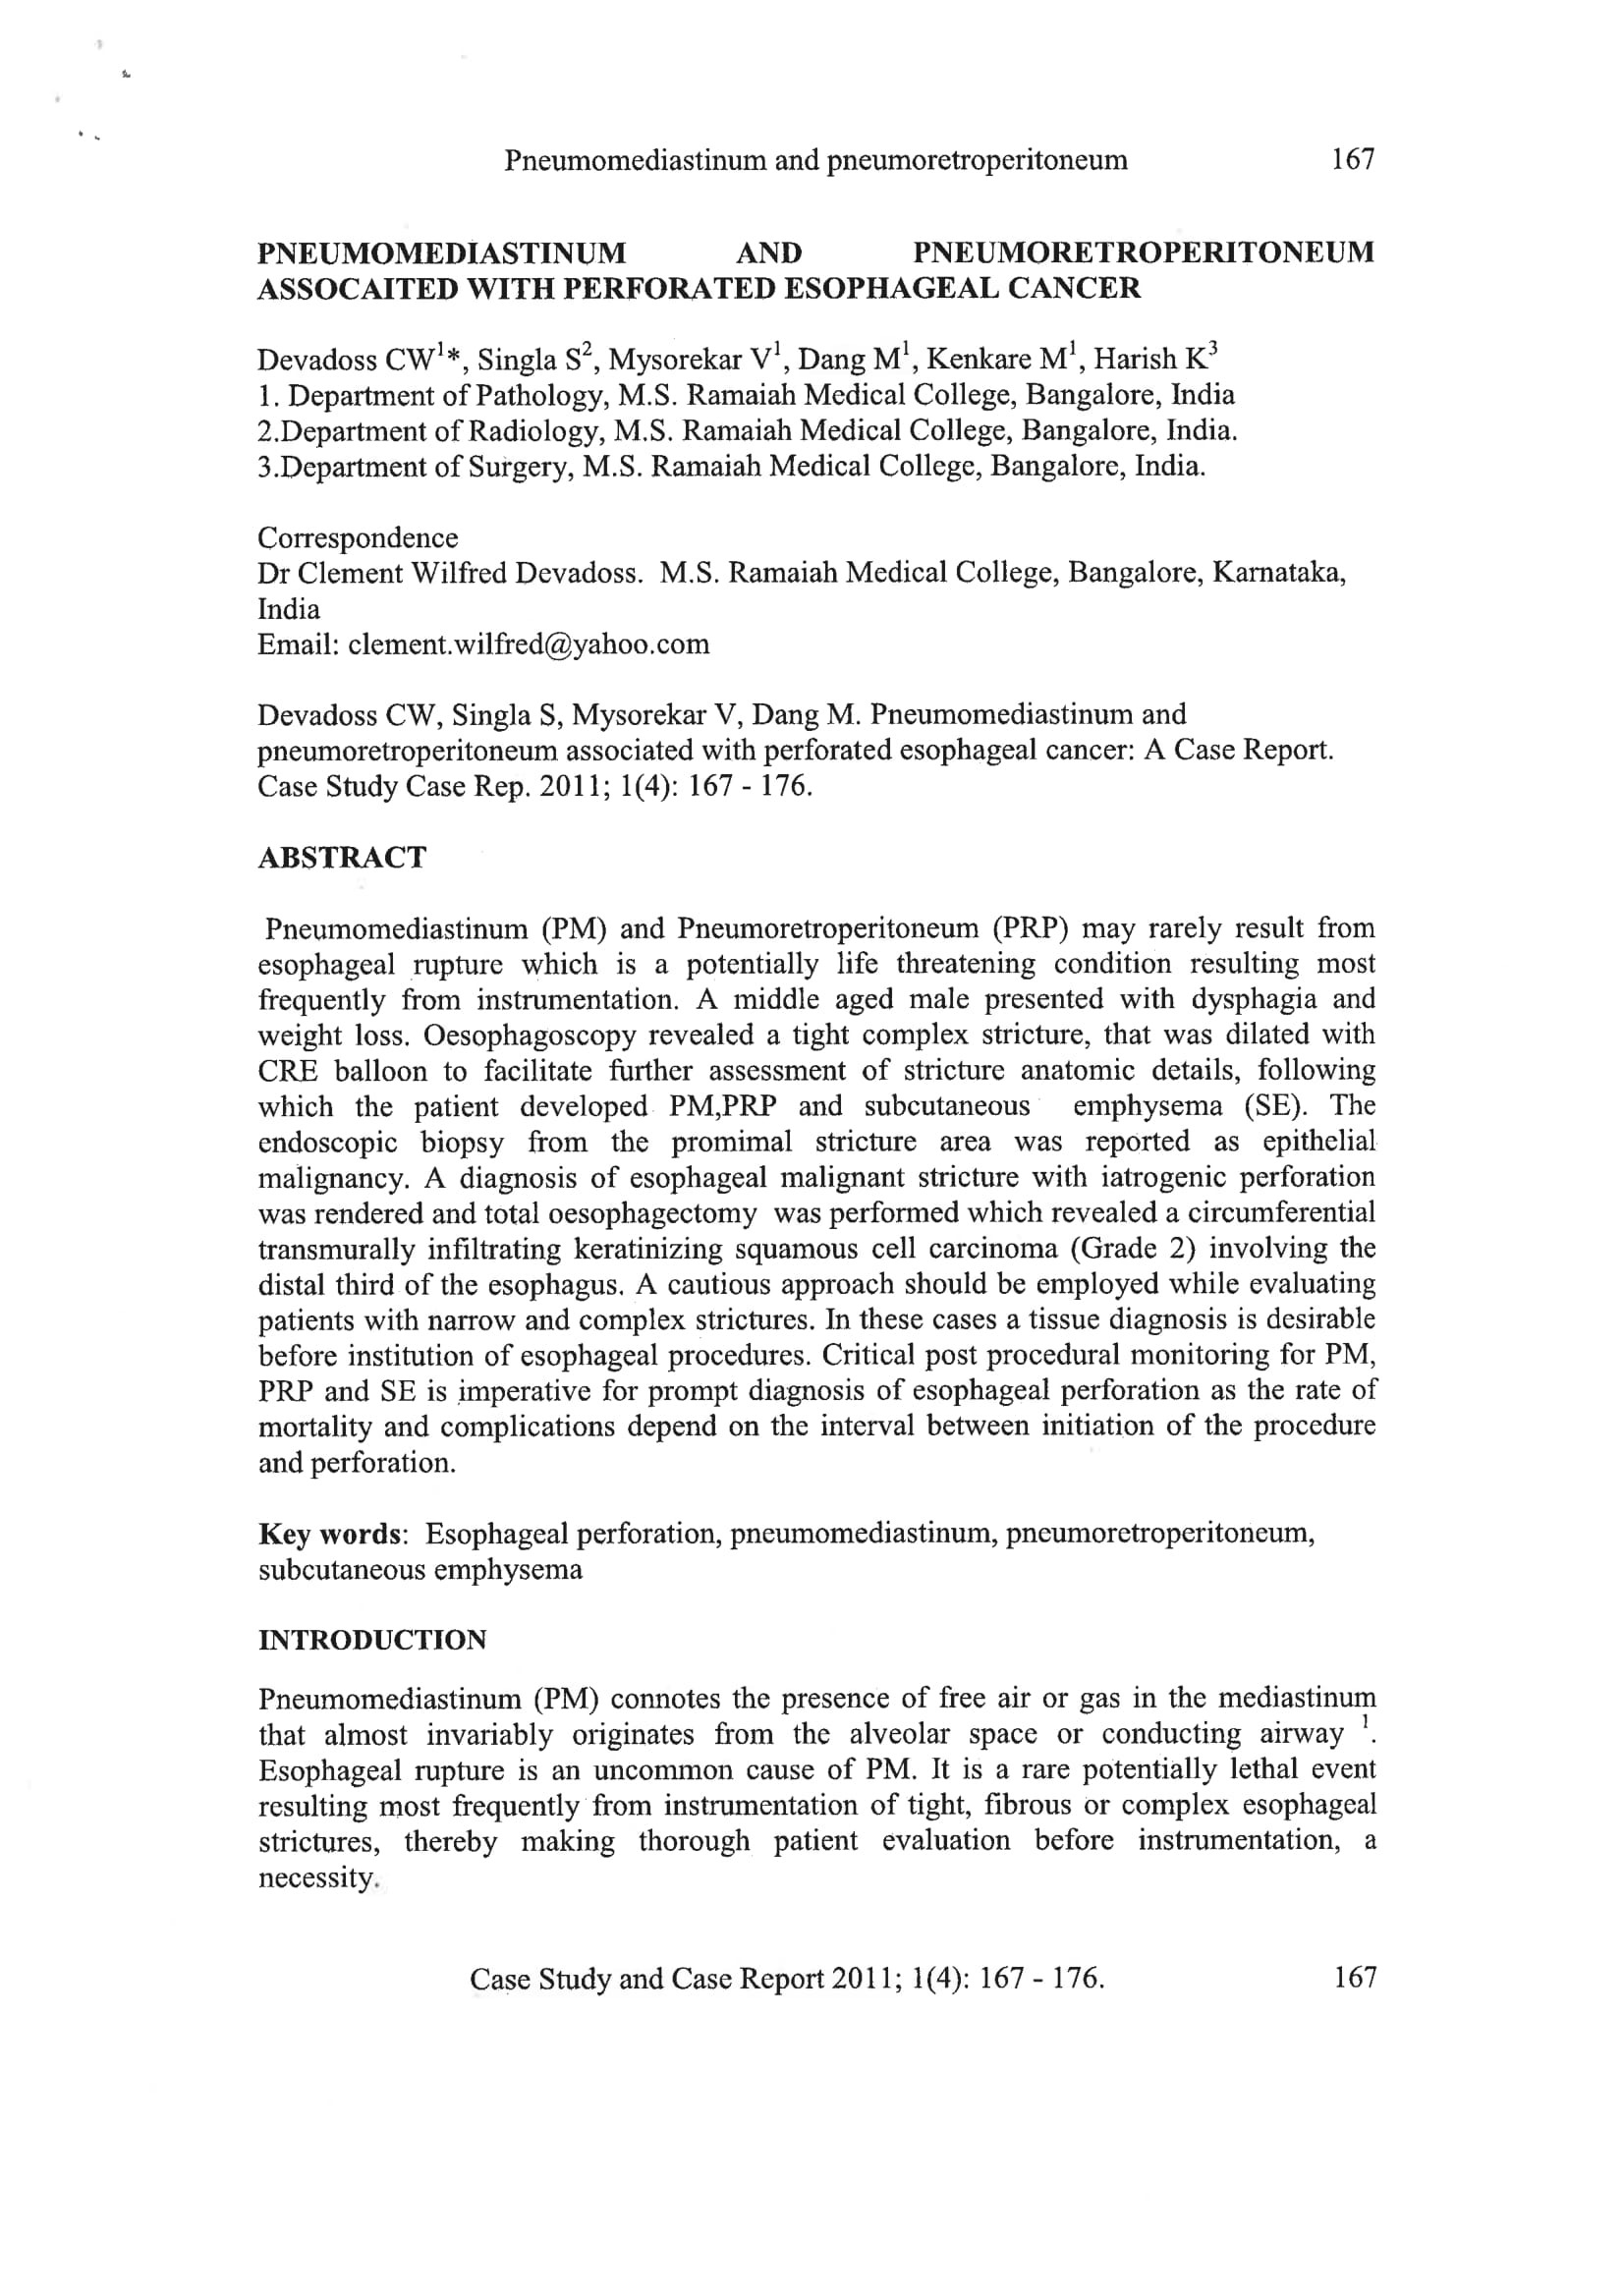 Pneumomediastinum and pneumoretroperitoneum 167
PNEUMOMEDIASTINUM AND PNEUMORETROPERITONEUM
ASSOCAITED WITH PERFORATED ESOPHAGEAL CANCER
Devadoss CW¹*, Singla S², Mysorekar V¹, Dang M¹, Kenkare M¹, Harish K³
1. Department of Pathology, M.S. Ramaiah Medical College, Bangalore, India
2.Department of Radiology, M.S. Ramaiah Medical College, Bangalore, India.
3.Department of Surgery, M.S. Ramaiah Medical College, Bangalore, India.
Correspondence
Dr Clement Wilfred Devadoss. M.S. Ramaiah Medical College, Bangalore, Karnataka,
India
Email: clement.wilfred@yahoo.com
Devadoss CW, Singla S, Mysorekar V, Dang M. Pneumomediastinum and
pneumoretroperitoneum associated with perforated esophageal cancer: A Case Report.
Case Study Case Rep. 2011; 1(4): 167 - 176.
ABSTRACT
Pneumomediastinum (PM) and Pneumoretroperitoneum (PRP) may rarely result from
esophageal rupture which is a potentially life threatening condition resulting most
frequently from instrumentation. A middle aged male presented with dysphagia and
weight loss. Oesophagoscopy revealed a tight complex stricture, that was dilated with
CRE balloon to facilitate further assessment of stricture anatomic details, following
which the patient developed PM,PRP and subcutaneous emphysema (SE). The
endoscopic biopsy from the promimal stricture area was reported as epithelial
malignancy. A diagnosis of esophageal malignant stricture with iatrogenic perforation
was rendered and total oesophagectomy was performed which revealed a circumferential
transmurally infiltrating keratinizing squamous cell carcinoma (Grade 2) involving the
distal third of the esophagus. A cautious approach should be employed while evaluating
patients with narrow and complex strictures. In these cases a tissue diagnosis is desirable
before institution of esophageal procedures. Critical post procedural monitoring for PM,
PRP and SE is imperative for prompt diagnosis of esophageal perforation as the rate of
mortality and complications depend on the interval between initiation of the procedure
and perforation.
Key words: Esophageal perforation, pneumomediastinum, pneumoretroperitoneum,
subcutaneous emphysema
INTRODUCTION
Pneumomediastinum (PM) connotes the presence of free air or gas in the mediastinum
that almost invariably originates from the alveolar space or conducting airway ¹.
Esophageal rupture is an uncommon cause of PM. It is a rare potentially lethal event
resulting most frequently from instrumentation of tight, fibrous or complex esophageal
strictures, thereby making thorough patient evaluation before instrumentation, a
necessity.
Case Study and Case Report 2011; 1(4): 167 - 176. 167